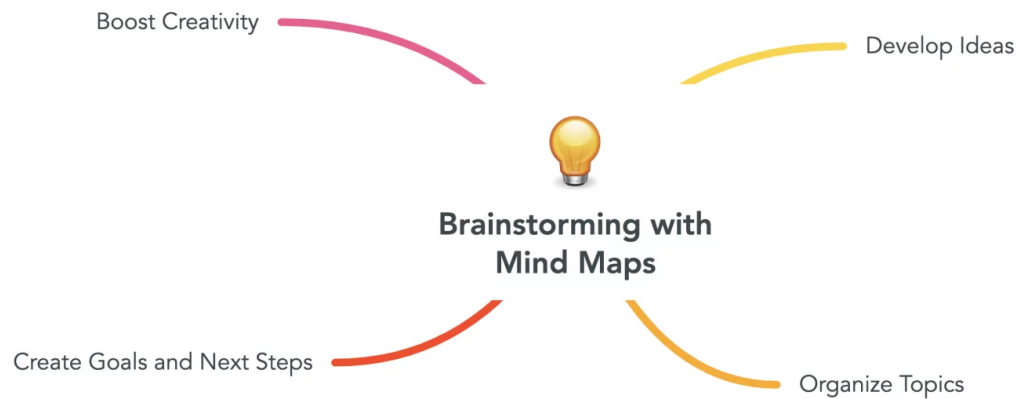 Boost Creativity
Develop Ideas
Brainstorming with
Mind Maps
Create Goals and Next Steps
Organize Topics